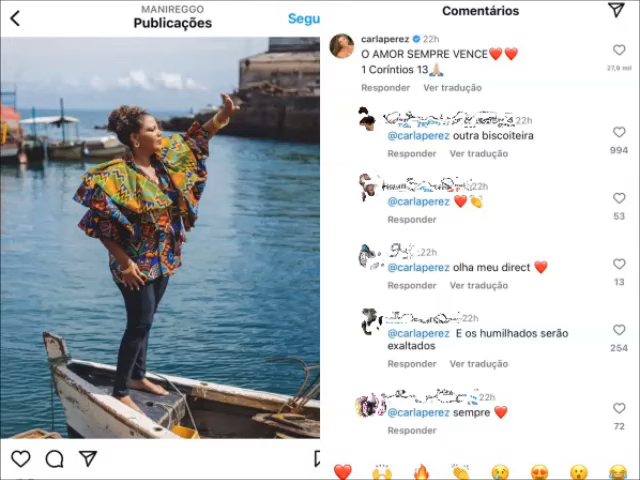 MANIREGGO
Publicações
Segu
Comentários
carlaperez 22h
O AMOR SEMPRE VENCE❤️❤️
1 Coríntios 13🙏🏼
27,9 mil
Responder Ver tradução
22h
@carlaperez outra biscoiteira
994
Responder Ver tradução
22h
@carlaperez ❤️👏
53
Responder
22h
@carlaperez olha meu direct ❤️
13
Responder Ver tradução
22h
@carlaperez E os humilhados serão
exaltados
254
Responder Ver tradução
22h
@carlaperez sempre ❤️
72
Responder